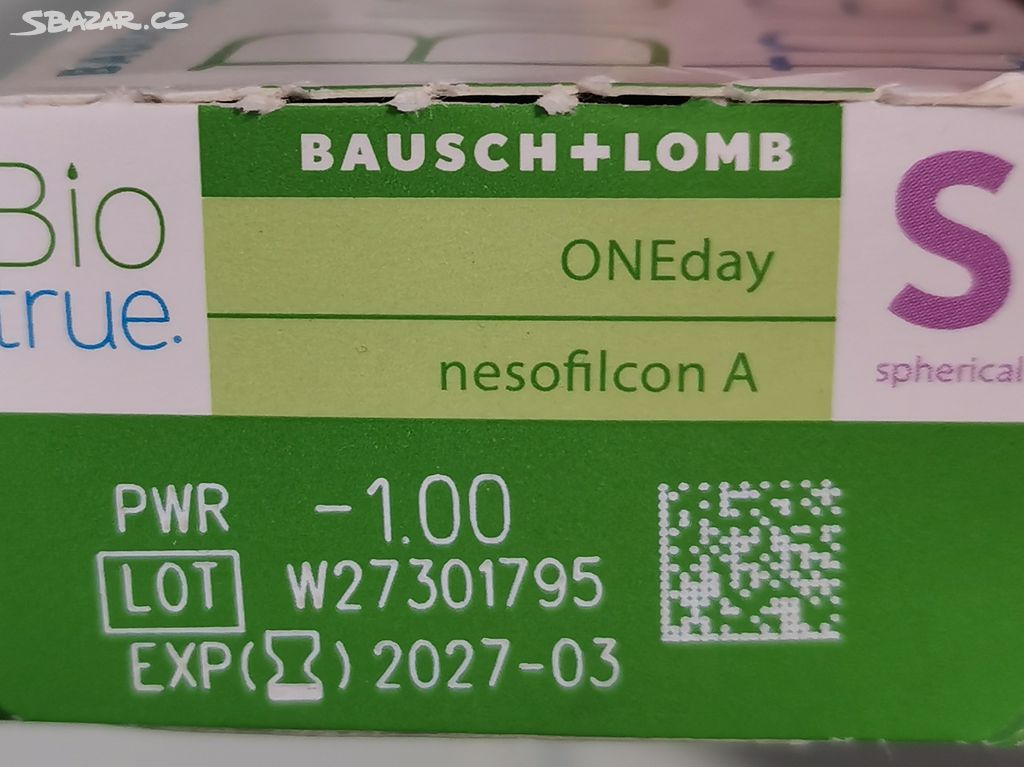 SBAZAR.CZ
BAUSCH+LOMB
Bio
true.
ONEday
nesofilcon A
S
spherical
PWR -1.00
LOT W27301795
EXP( ) 2027-03